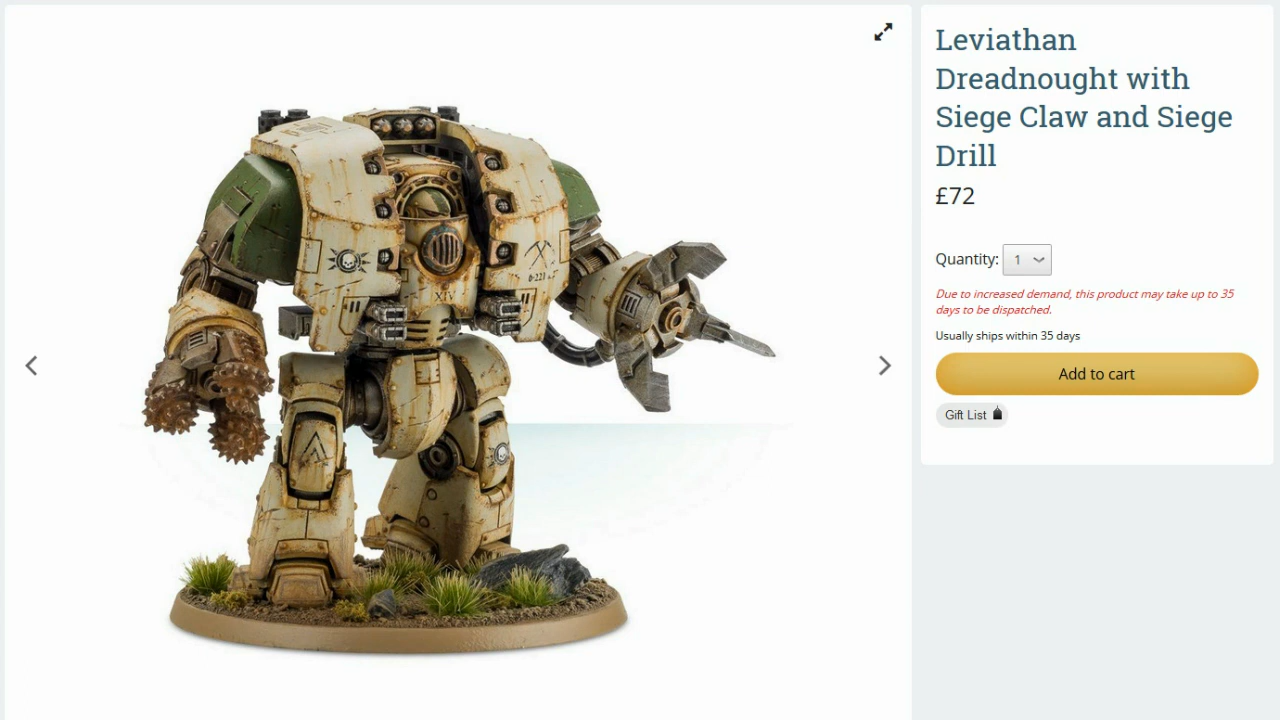 Leviathan
Dreadnought with
Siege Claw and Siege
Drill
£72
Quantity: 1
Due to increased demand, this product may take up to 35
days to be dispatched.
Usually ships within 35 days
Add to cart
Gift List
XIV